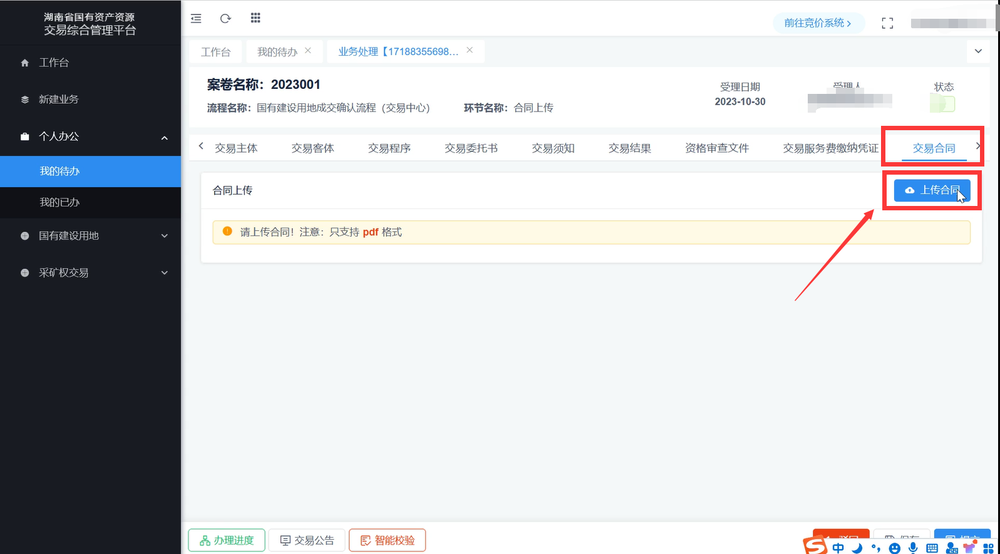 湖南省国有资产资源
交易综合管理平台
工作台
新建业务
个人办公
我的待办
我的已办
国有建设用地
采矿权交易
前往竞价系统
工作台
我的待办
业务处理【17188355698...
案卷名称：2023001
流程名称：国有建设用地成交确认流程（交易中心）
环节名称：合同上传
受理日期
2023-10-30
受理人
状态
交易主体
交易客体
交易程序
交易委托书
交易须知
交易结果
资格审查文件
交易服务费缴纳凭证
交易合同
合同上传
上传合同
请上传合同！注意：只支持 pdf 格式
办理进度
交易公告
智能校验
驳回
保存
提交
中